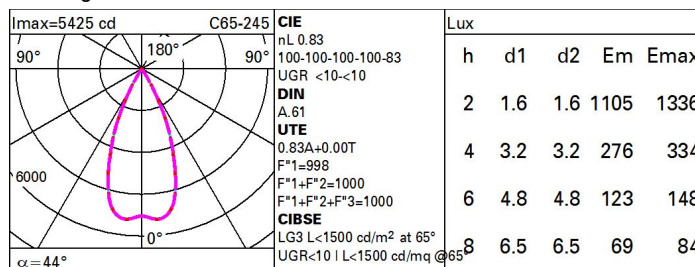 Imax=5425 cd C65-245
90° 180° 90°
6000
0°
α=44°
CIE
nL 0.83
100-100-100-100-83
UGR <10-<10
DIN
A.61
UTE
0.83A+0.00T
F"1=998
F"1+F"2=1000
F"1+F"2+F"3=1000
CIBSE
LG3 L<1500 cd/m² at 65°
UGR<10 | L<1500 cd/mq @65°
Lux
h d1 d2 Em Emax
2 1.6 1.6 1105 1336
4 3.2 3.2 276 334
6 4.8 4.8 123 148
8 6.5 6.5 69 84